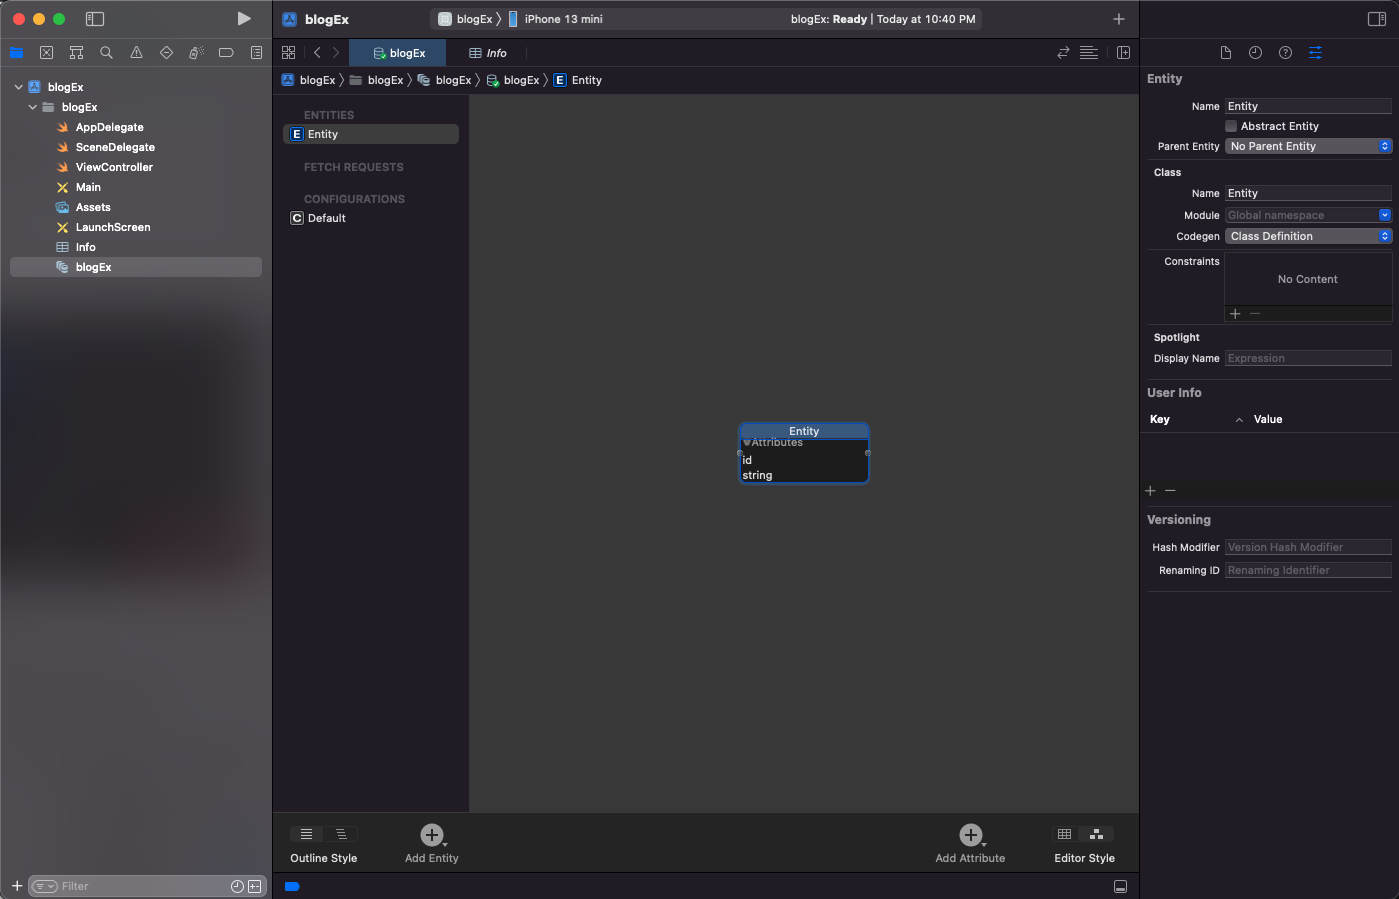 blogEx
blogEx
iPhone 13 mini
blogEx: Ready | Today at 10:40 PM
blogEx
Info
blogEx
blogEx
blogEx
blogEx
E Entity
blogEx
blogEx
AppDelegate
SceneDelegate
ViewController
Main
Assets
LaunchScreen
Info
blogEx
Filter
ENTITIES
E Entity
FETCH REQUESTS
CONFIGURATIONS
C Default
Entity
Attributes
id
string
Outline Style
Add Entity
Add Attribute
Editor Style
Entity
Name Entity
Abstract Entity
Parent Entity No Parent Entity
Class
Name Entity
Module Global namespace
Codegen Class Definition
Constraints
No Content
Spotlight
Display Name Expression
User Info
Key Value
Versioning
Hash Modifier Version Hash Modifier
Renaming ID Renaming Identifier